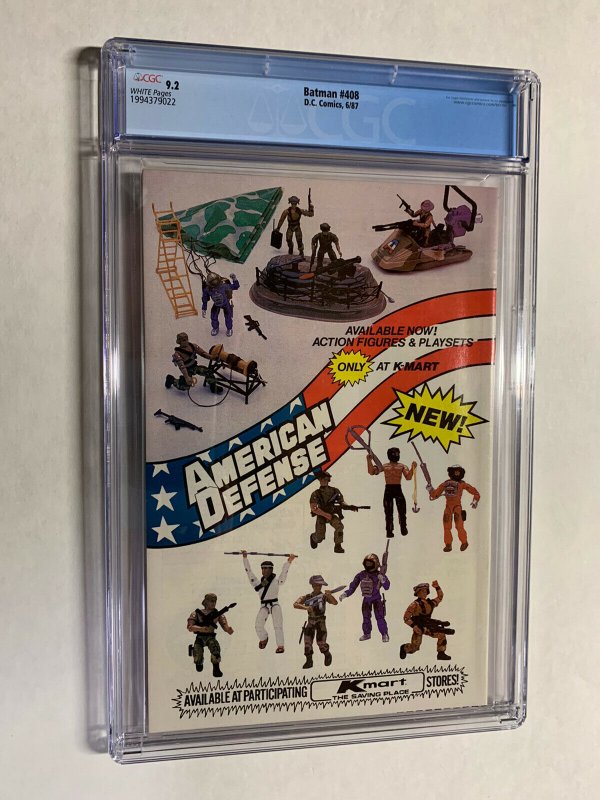 CGC 9.2
WHITE Pages
1994379022
Batman #408
D.C. Comics, 6/87
CGC
AVAILABLE NOW!
ACTION FIGURES & PLAYSETS
ONLY AT K-MART
NEW!
AMERICAN
DEFENSE
AVAILABLE AT PARTICIPATING Kmart STORES!
THE SAVING PLACE